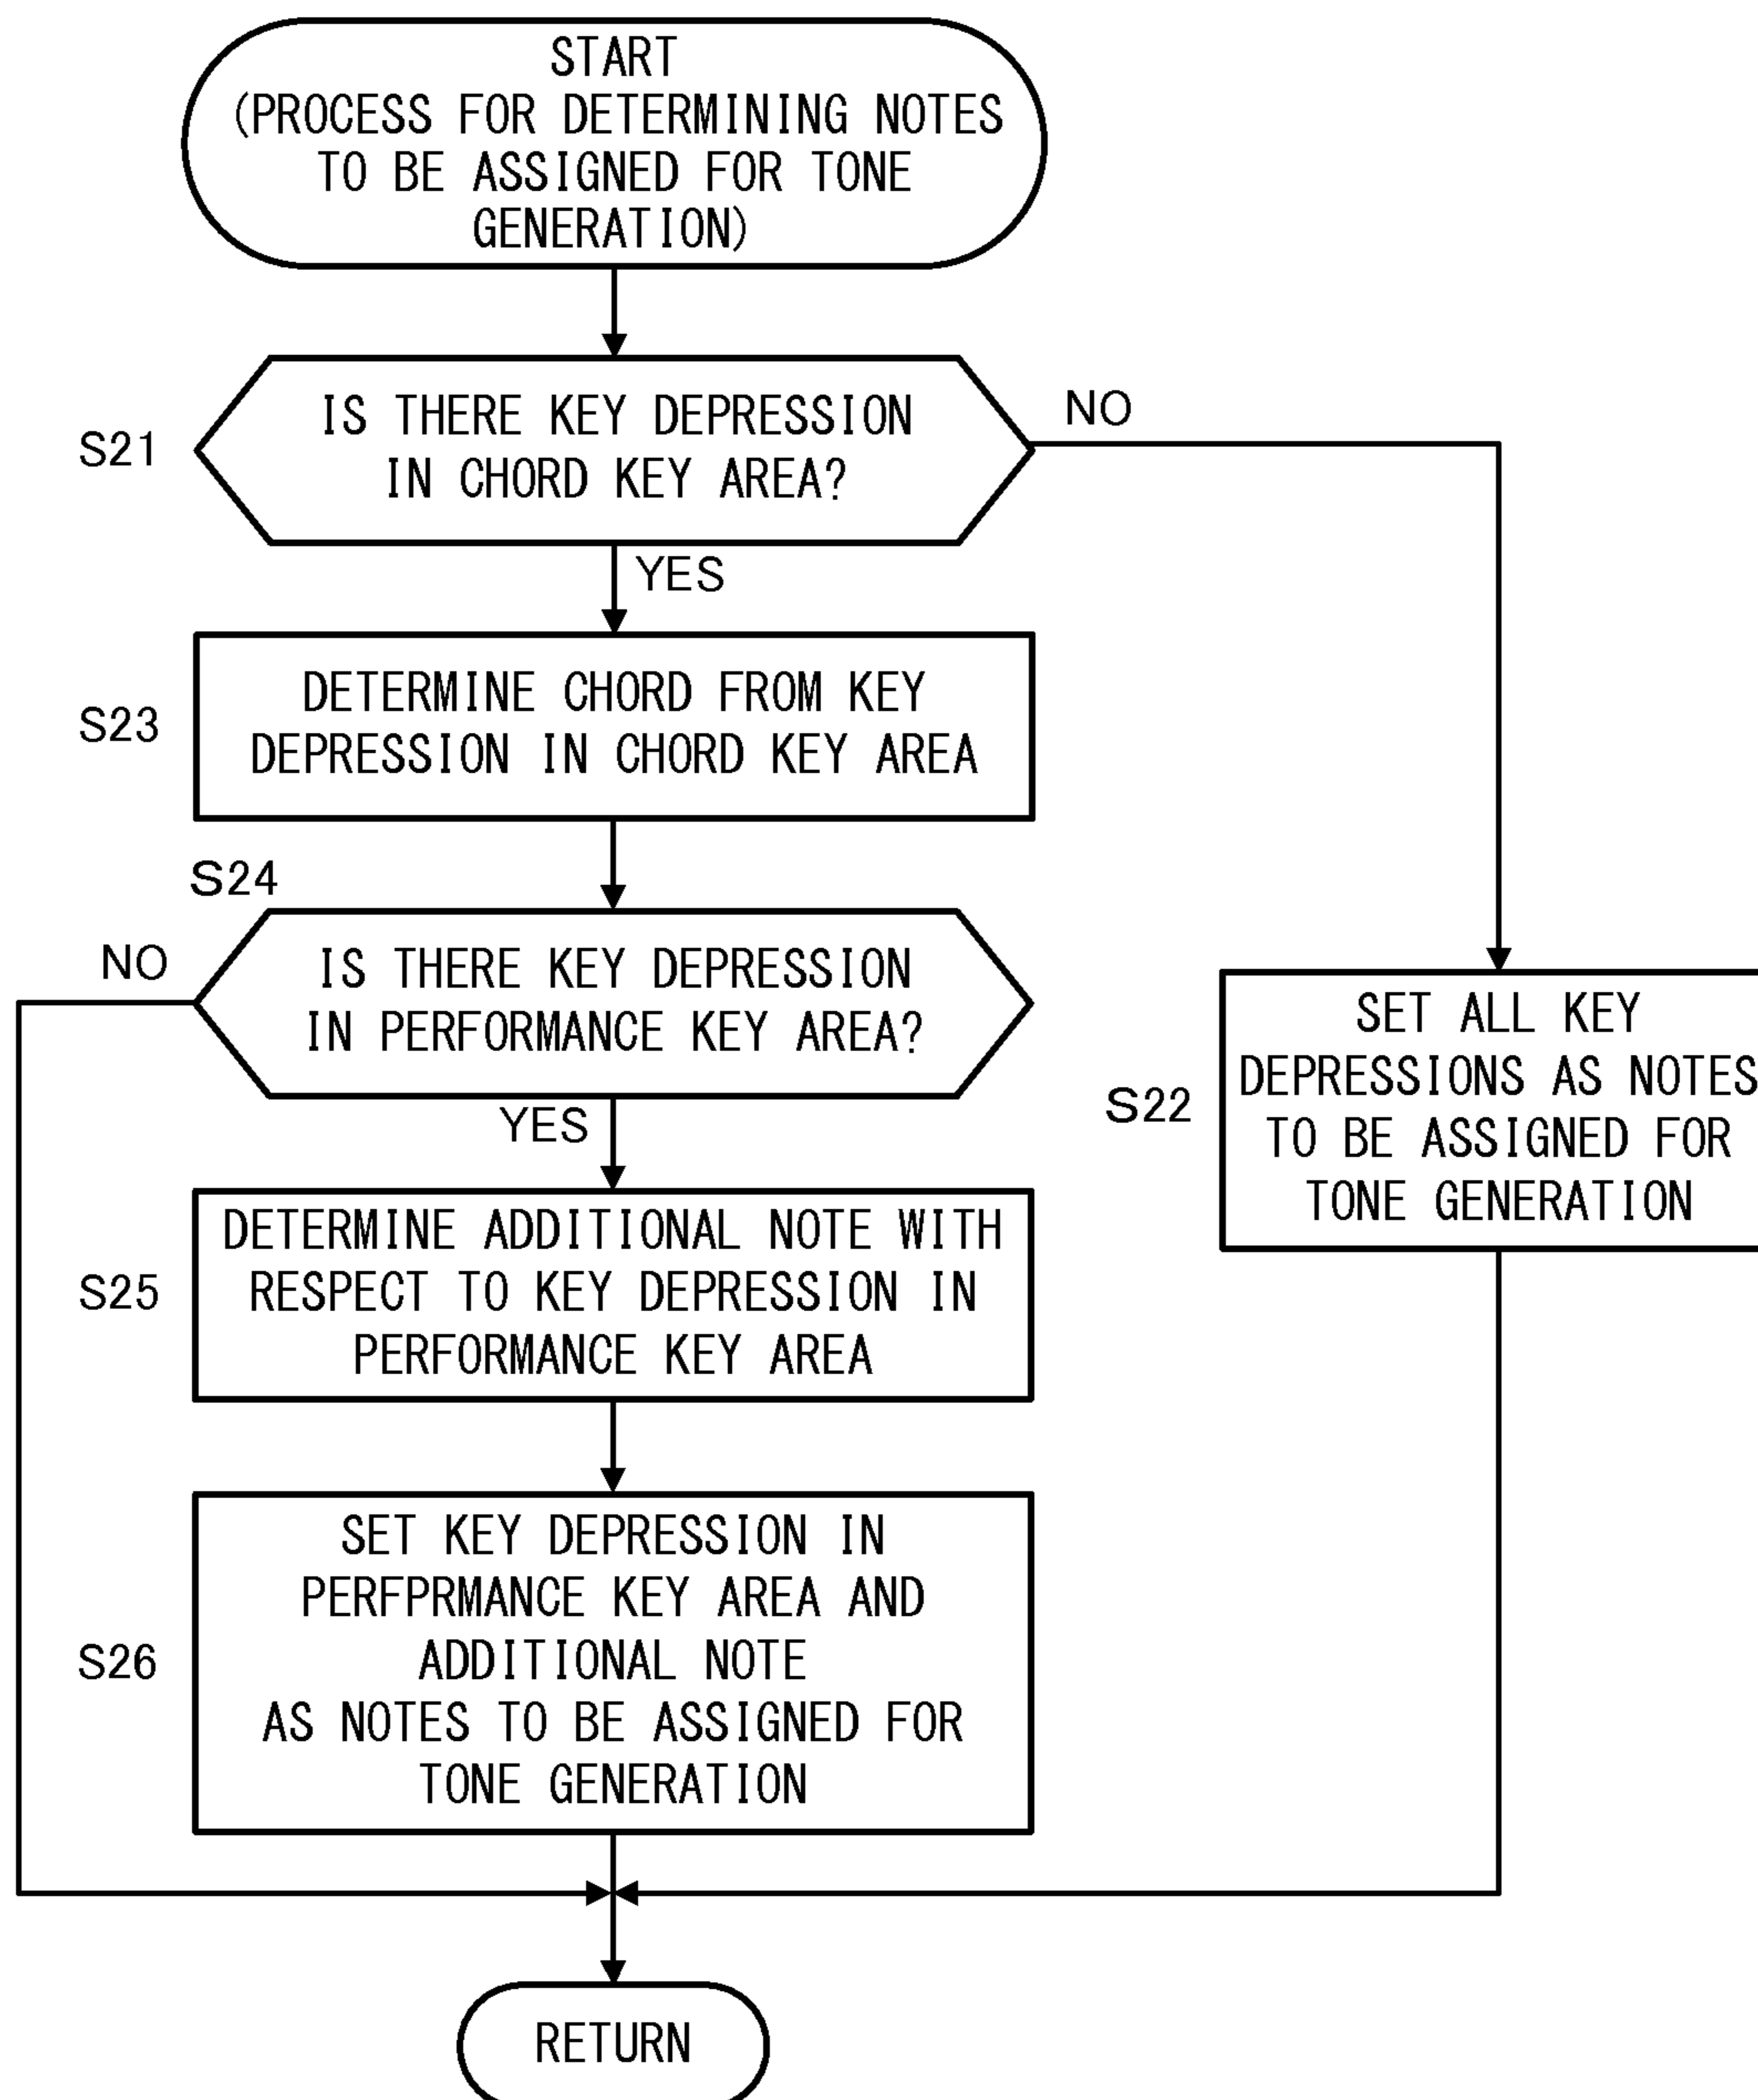 START
(PROCESS FOR DETERMINING NOTES
TO BE ASSIGNED FOR TONE
GENERATION)
S21
IS THERE KEY DEPRESSION
IN CHORD KEY AREA?
NO
YES
S23
DETERMINE CHORD FROM KEY
DEPRESSION IN CHORD KEY AREA
S24
NO
IS THERE KEY DEPRESSION
IN PERFORMANCE KEY AREA?
YES
S22
SET ALL KEY
DEPRESSIONS AS NOTES
TO BE ASSIGNED FOR
TONE GENERATION
S25
DETERMINE ADDITIONAL NOTE WITH
RESPECT TO KEY DEPRESSION IN
PERFORMANCE KEY AREA
S26
SET KEY DEPRESSION IN
PERFPRMANCE KEY AREA AND
ADDITIONAL NOTE
AS NOTES TO BE ASSIGNED FOR
TONE GENERATION
RETURN